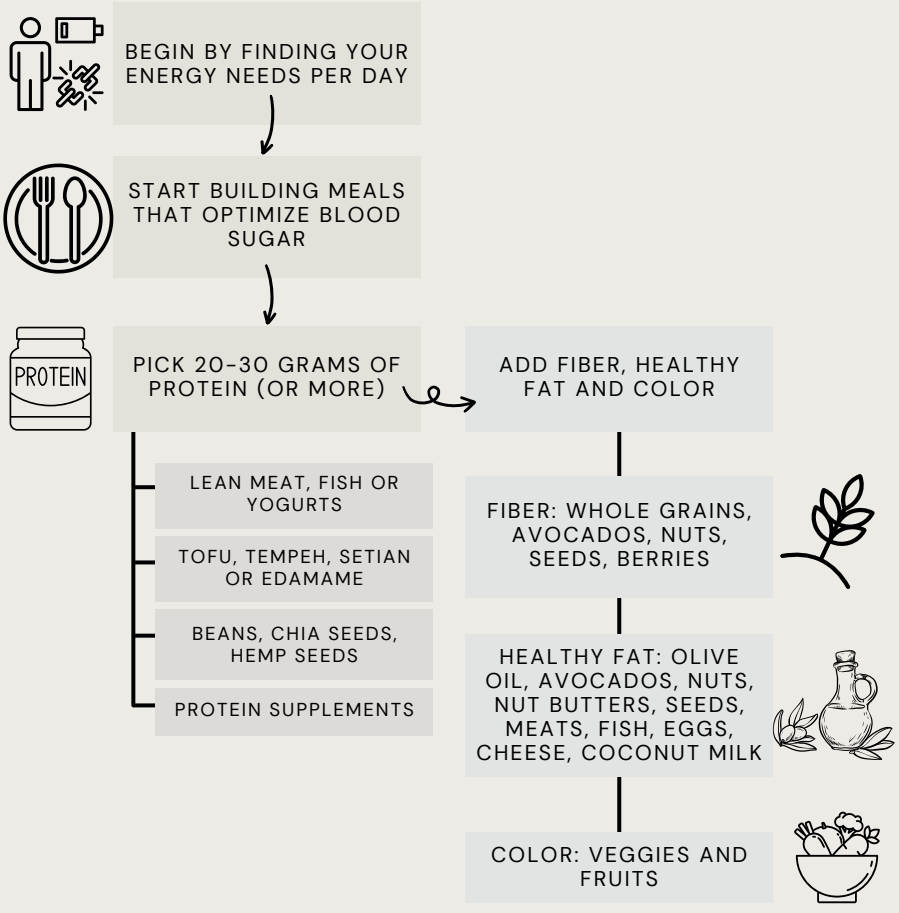 BEGIN BY FINDING YOUR
ENERGY NEEDS PER DAY
START BUILDING MEALS
THAT OPTIMIZE BLOOD
SUGAR
PROTEIN
PICK 20-30 GRAMS OF
PROTEIN (OR MORE)
LEAN MEAT, FISH OR
YOGURTS
TOFU, TEMPEH, SETIAN
OR EDAMAME
BEANS, CHIA SEEDS,
HEMP SEEDS
PROTEIN SUPPLEMENTS
ADD FIBER, HEALTHY
FAT AND COLOR
FIBER: WHOLE GRAINS,
AVOCADOS, NUTS,
SEEDS, BERRIES
HEALTHY FAT: OLIVE
OIL, AVOCADOS, NUTS,
NUT BUTTERS, SEEDS,
MEATS, FISH, EGGS,
CHEESE, COCONUT MILK
COLOR: VEGGIES AND
FRUITS